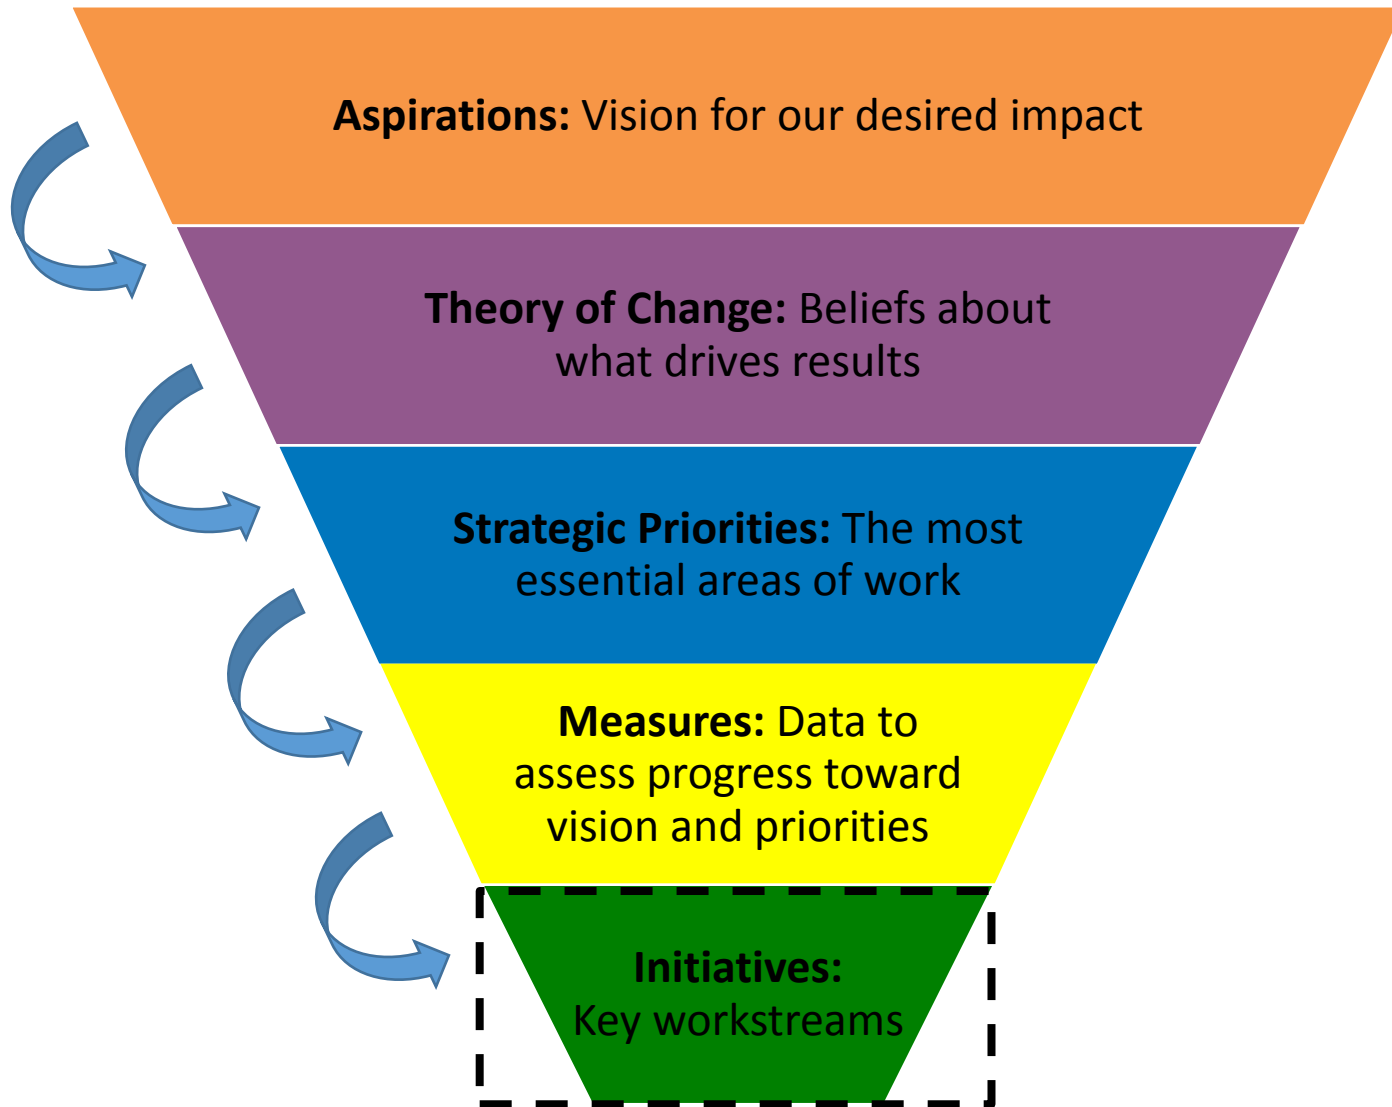 Aspirations: Vision for our desired impact
Theory of Change: Beliefs about
what drives results
Strategic Priorities: The most
essential areas of work
Measures: Data to
assess progress toward
vision and priorities
Initiatives:
Key workstreams